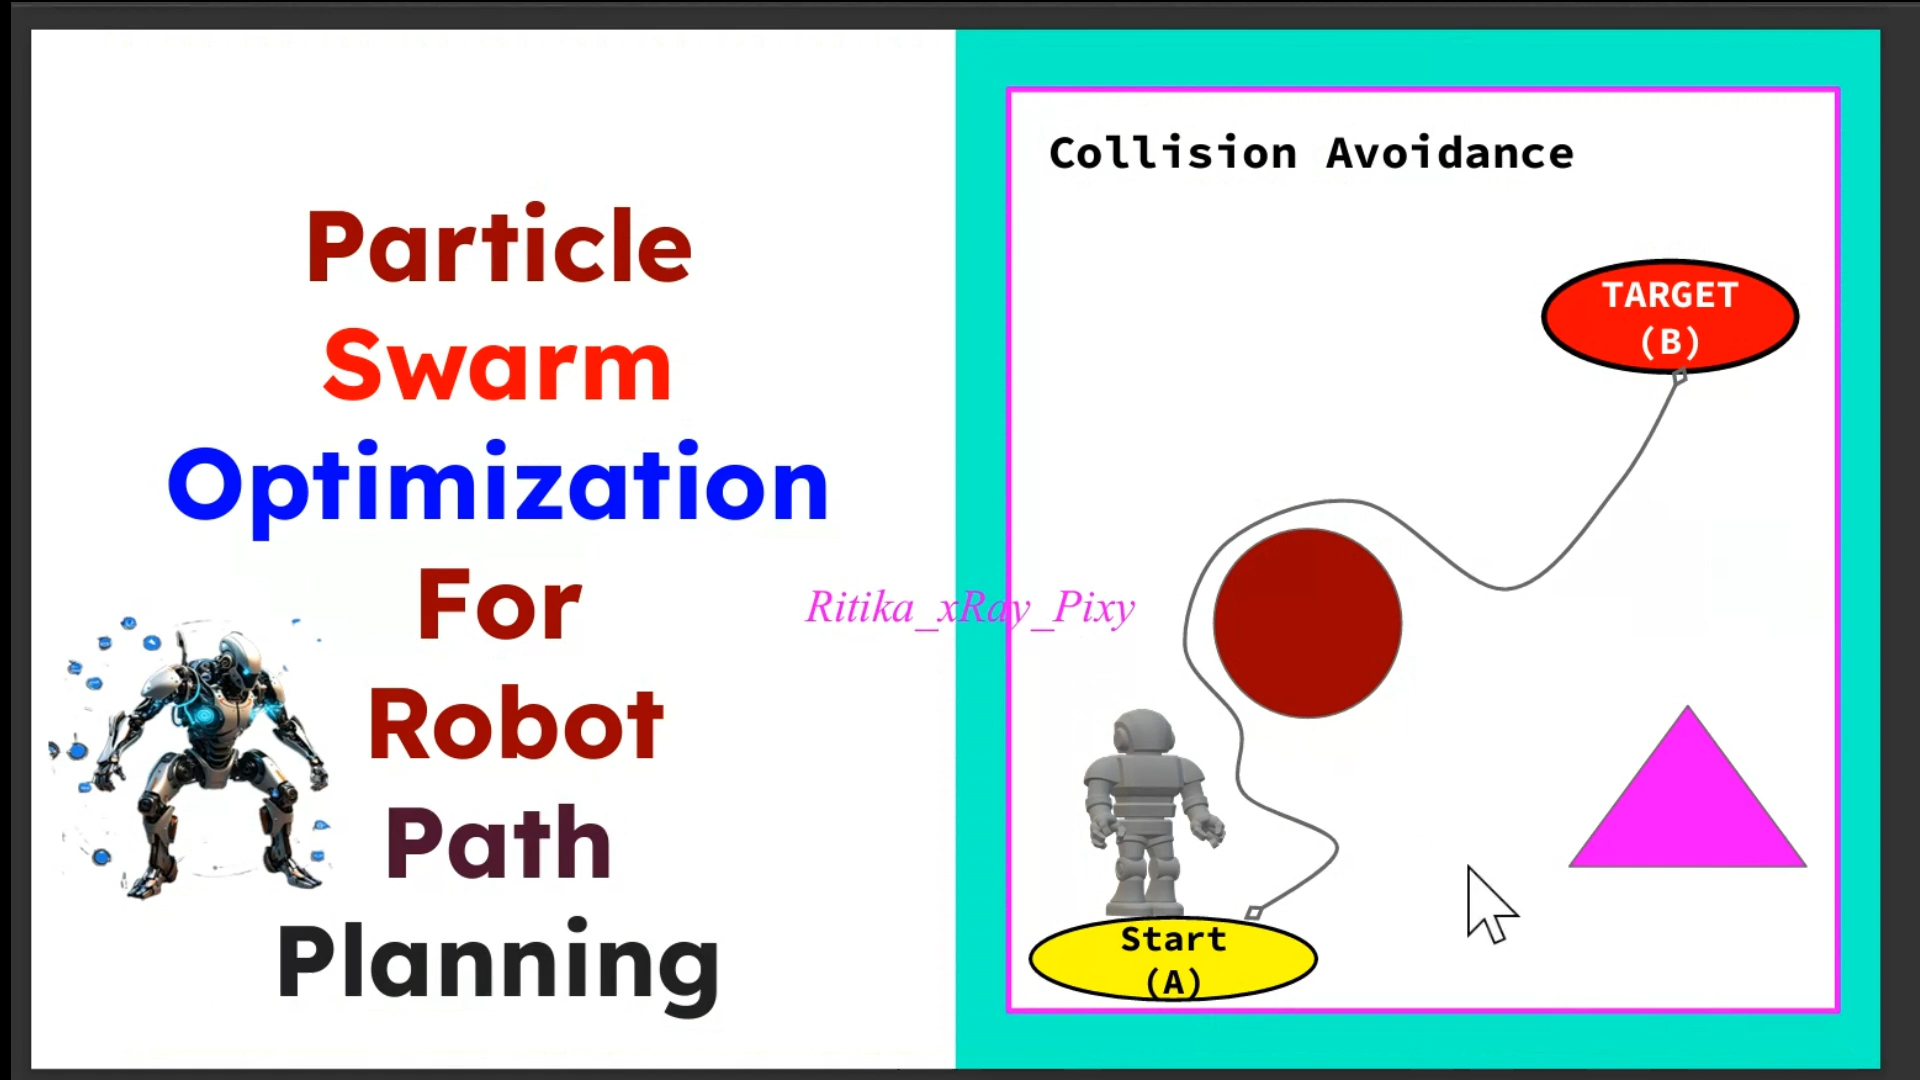 Particle
Swarm
Optimization
For
Robot
Path
Planning
Ritika_xRay_Pixy
Collision Avoidance
TARGET
(B)
Start
(A)